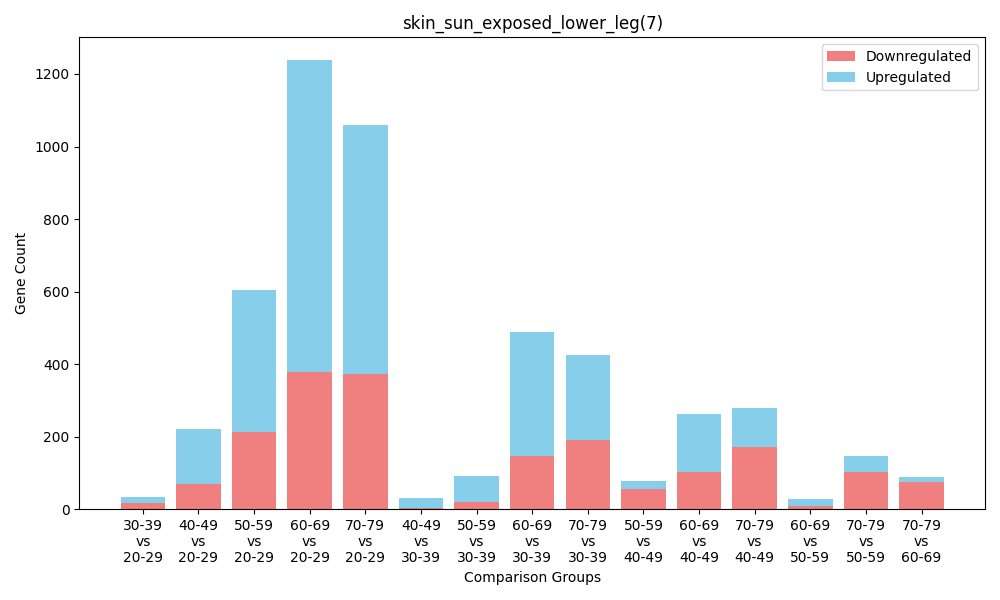 skin_sun_exposed_lower_leg(7)
Downregulated
Upregulated
Gene Count
1200
1000
800
600
400
200
0
30-39
vs
20-29
40-49
vs
20-29
50-59
vs
20-29
60-69
vs
20-29
70-79
vs
20-29
40-49
vs
30-39
50-59
vs
30-39
60-69
vs
30-39
70-79
vs
30-39
50-59
vs
40-49
60-69
vs
40-49
70-79
vs
40-49
60-69
vs
50-59
70-79
vs
50-59
70-79
vs
60-69
Comparison Groups